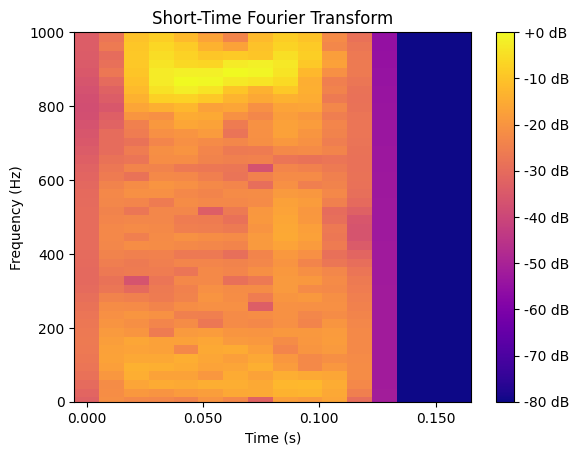 Short-Time Fourier Transform
1000
800
600
400
200
0
Frequency (Hz)
0.000
0.050
0.100
0.150
Time (s)
+0 dB
-10 dB
-20 dB
-30 dB
-40 dB
-50 dB
-60 dB
-70 dB
-80 dB